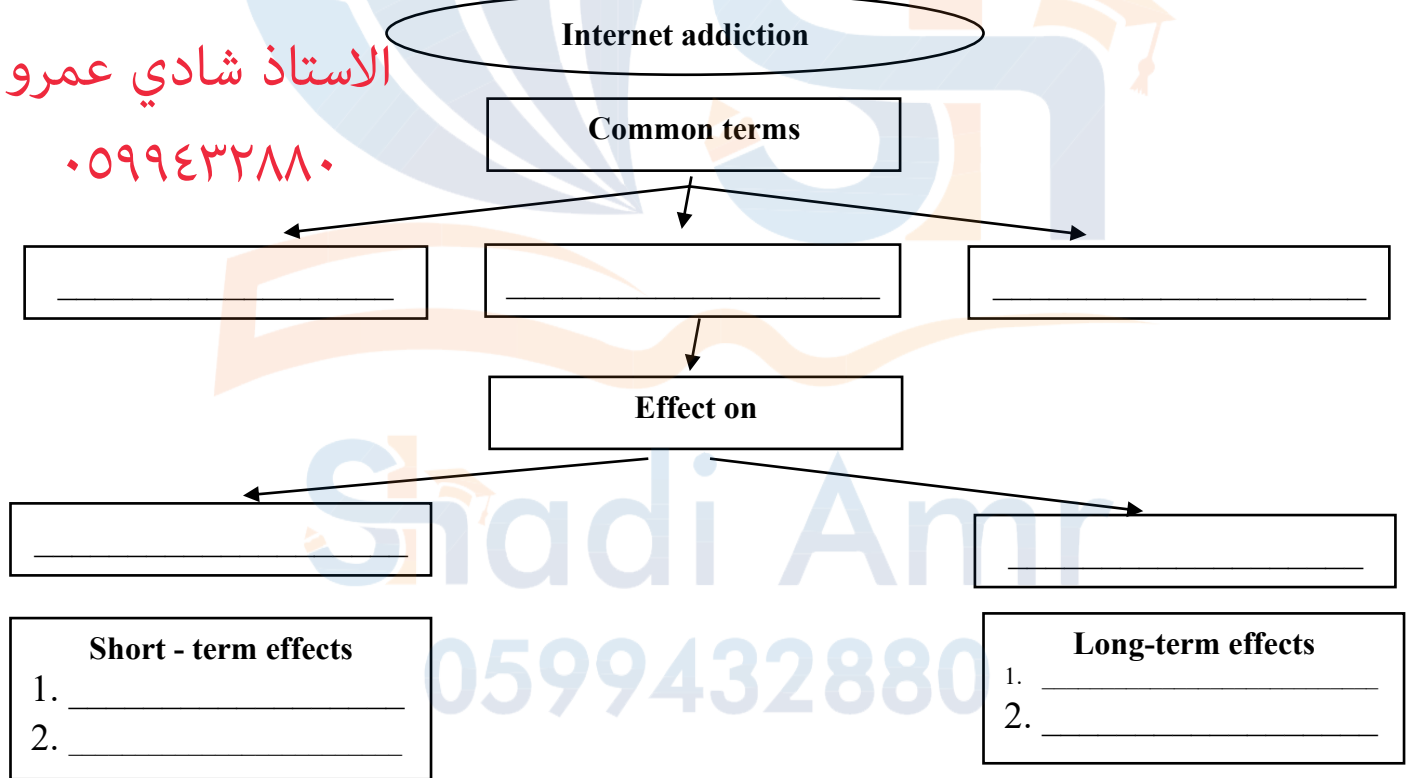 Internet addiction
الاستاذ شادي عمرو
٠٥٩٩٤٣٢٨٨٠
Common terms
Effect on
Shadi Amr
Short - term effects
1.
2.
Long-term effects
1.
2.
0599432880